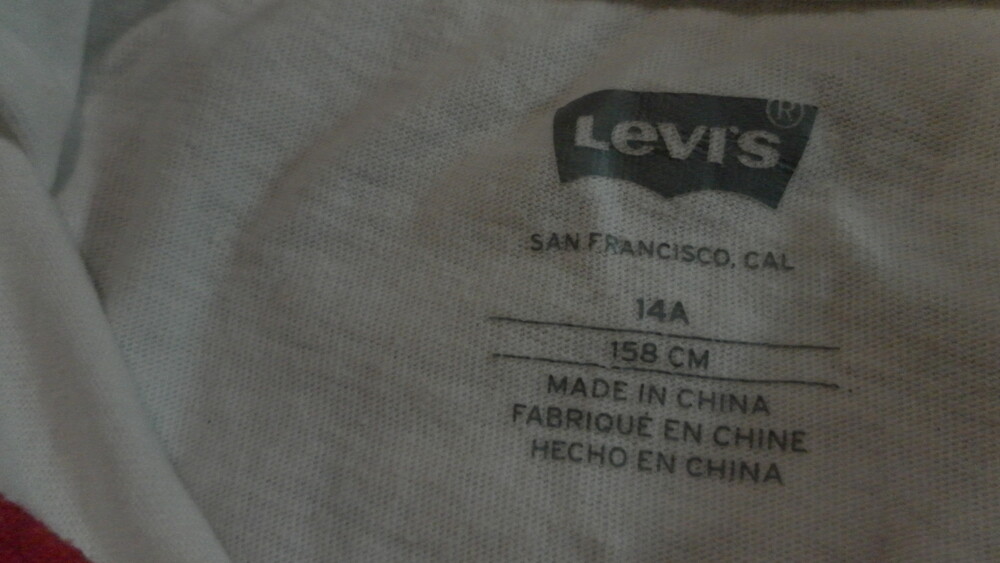 Levi's ®
SAN FRANCISCO, CAL
14A
158 CM
MADE IN CHINA
FABRIQUÉ EN CHINE
HECHO EN CHINA